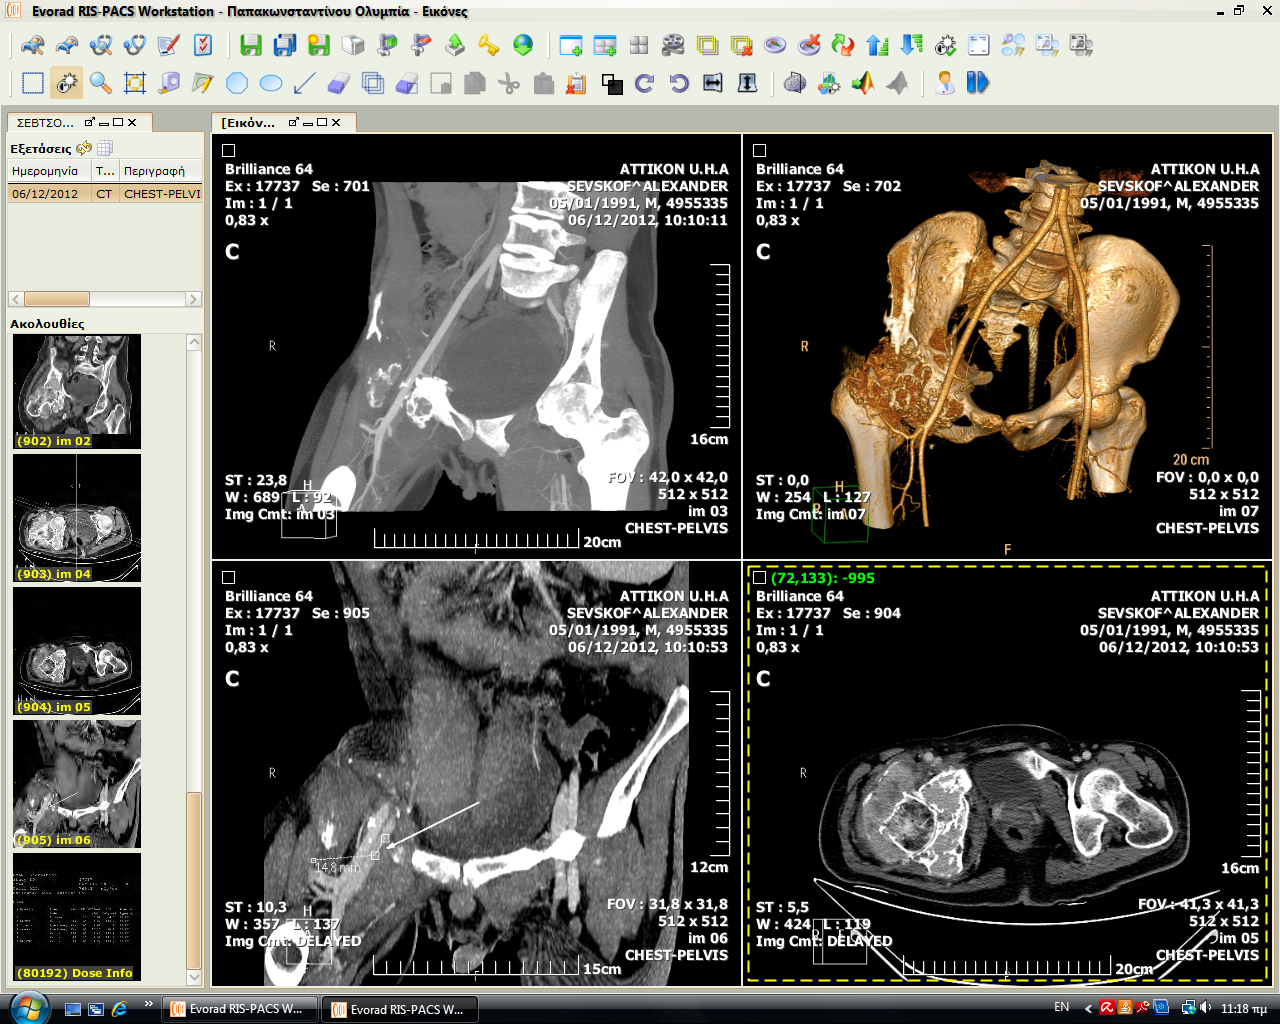 Evorad RIS-PACS Workstation - Παπακωνσταντίνου Ολυμπία - Εικόνες
ΣΕΒΤΣΟ...
[Εικόν...
Εξετάσεις
Ημερομηνία Τ... Περιγραφή
06/12/2012 CT CHEST-PELVI
Ακολουθίες
(902) im 02
(903) im 04
(904) im 05
(905) im 06
(80192) Dose Info
Brilliance 64
Ex : 17737 Se : 701
Im : 1 / 1
0,83 x
C
ATTIKON U.H.A
SEVSKOF^ALEXANDER
05/01/1991, M, 4955335
06/12/2012, 10:10:11
R
16cm
ST : 23,8
W : 689 L : 92
Img Cmt: im 03
H
A
FOV : 42,0 x 42,0
512 x 512
im 03
CHEST-PELVIS
20cm
Brilliance 64
Ex : 17737 Se : 702
Im : 1 / 1
0,83 x
C
ATTIKON U.H.A
SEVSKOF^ALEXANDER
05/01/1991, M, 4955335
06/12/2012, 10:10:11
R
20 cm
ST : 0,0
W : 254 L : 127
Img Cmt: im 07
H
A
F
FOV : 0,0 x 0,0
512 x 512
im 07
CHEST-PELVIS
Brilliance 64
Ex : 17737 Se : 905
Im : 1 / 1
0,83 x
C
ATTIKON U.H.A
SEVSKOF^ALEXANDER
05/01/1991, M, 4955335
06/12/2012, 10:10:53
R
14,8 mm
12cm
ST : 10,3
W : 357 L : 137
Img Cmt: DELAYED
H
FOV : 31,8 x 31,8
512 x 512
im 06
CHEST-PELVIS
15cm
(72,133): -995
Brilliance 64
Ex : 17737 Se : 904
Im : 1 / 1
0,83 x
C
ATTIKON U.H.A
SEVSKOF^ALEXANDER
05/01/1991, M, 4955335
06/12/2012, 10:10:53
R
16cm
ST : 5,5
W : 424 L : 119
Img Cmt: DELAYED
FOV : 41,3 x 41,3
512 x 512
im 05
CHEST-PELVIS
20cm
Evorad RIS-PACS W...
Evorad RIS-PACS W...
EN
11:18 πμ